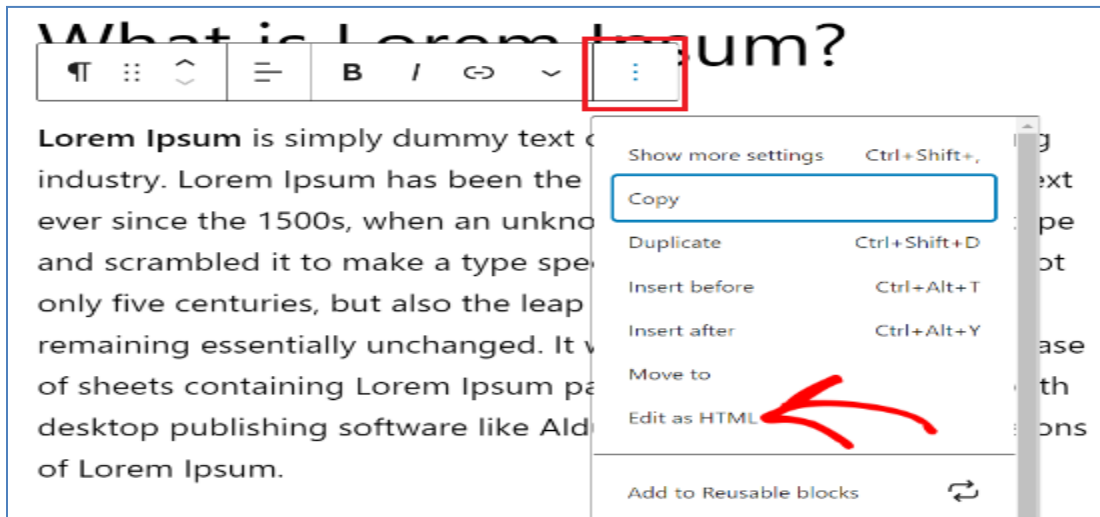 What is Lorem Ipsum?
B I
Lorem Ipsum is simply dummy text
industry. Lorem Ipsum has been the
ever since the 1500s, when an
and scrambled it to make a type
only five centuries, but also the leap
remaining essentially unchanged. It
of sheets containing Lorem Ipsum
desktop publishing software like
of Lorem Ipsum.
Show more settings Ctrl+Shift+,
Copy
Duplicate Ctrl+Shift+D
Insert before Ctrl+Alt+T
Insert after Ctrl+Alt+Y
Move to
Edit as HTML
Add to Reusable blocks